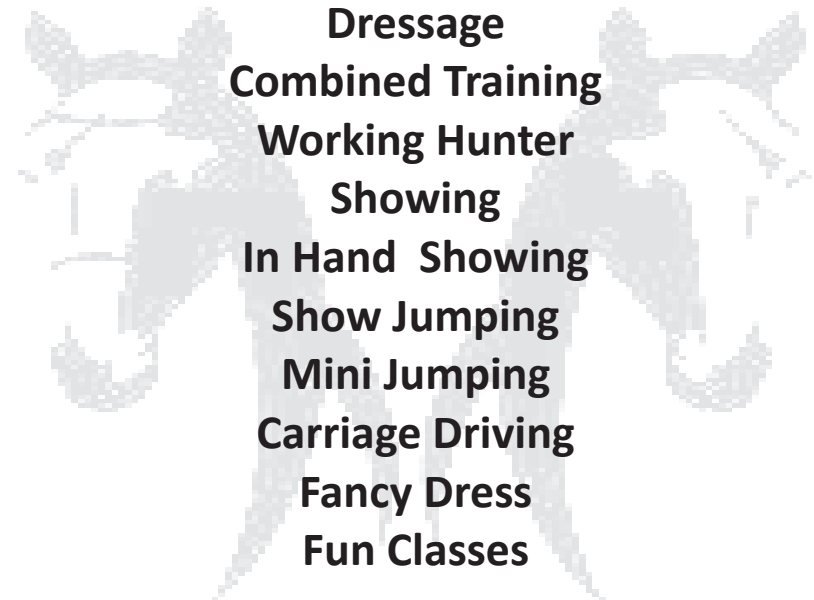 Dressage
Combined Training
Working Hunter
Showing
In Hand  Showing
Show Jumping
Mini Jumping
Carriage Driving
Fancy Dress
Fun Classes